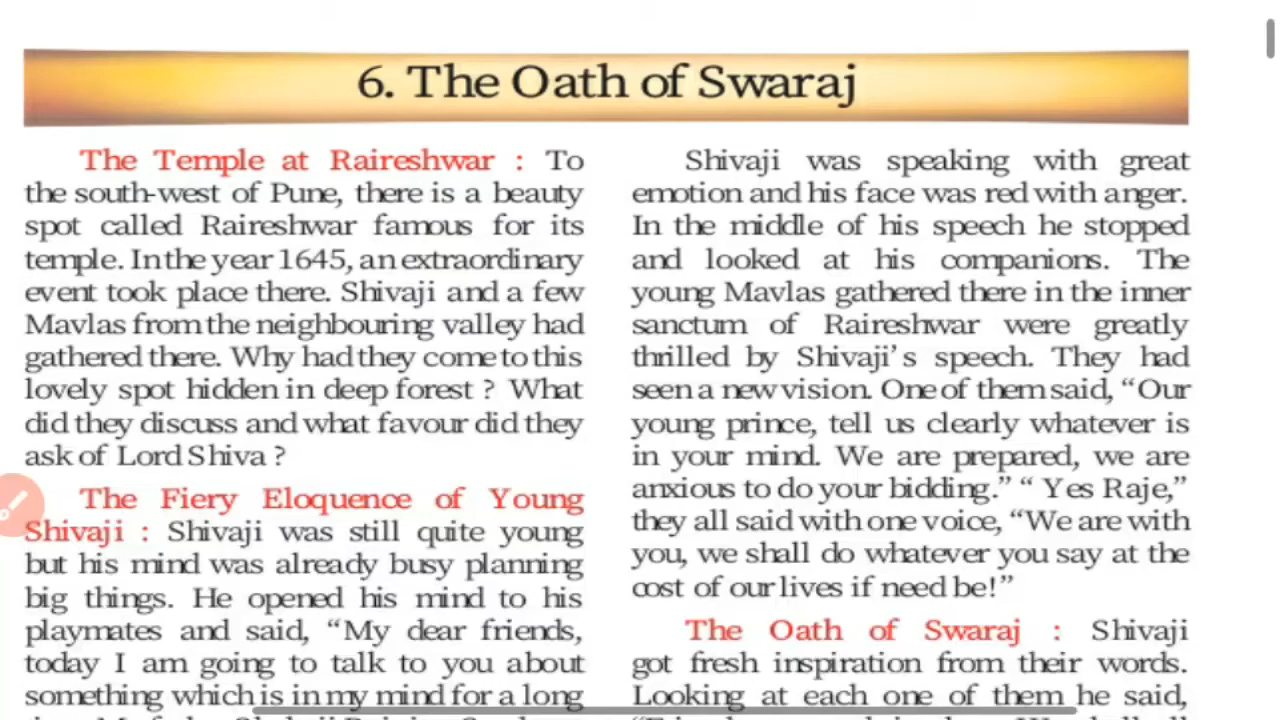 6. The Oath of Swaraj
The Temple at Raireshwar : To
the south-west of Pune, there is a beauty
spot called Raireshwar famous for its
temple. In the year 1645, an extraordinary
event took place there. Shivaji and a few
Mavlas from the neighbouring valley had
gathered there. Why had they come to this
lovely spot hidden in deep forest ? What
did they discuss and what favour did they
ask of Lord Shiva ?
The Fiery Eloquence of Young
Shivaji : Shivaji was still quite young
but his mind was already busy planning
big things. He opened his mind to his
playmates and said, “My dear friends,
today I am going to talk to you about
something which is in my mind for a long
Shivaji was speaking with great
emotion and his face was red with anger.
In the middle of his speech he stopped
and looked at his companions. The
young Mavlas gathered there in the inner
sanctum of Raireshwar were greatly
thrilled by Shivaji’s speech. They had
seen a new vision. One of them said, “Our
young prince, tell us clearly whatever is
in your mind. We are prepared, we are
anxious to do your bidding.” “ Yes Raje,”
they all said with one voice, “We are with
you, we shall do whatever you say at the
cost of our lives if need be!”
The Oath of Swaraj : Shivaji
got fresh inspiration from their words.
Looking at each one of them he said,